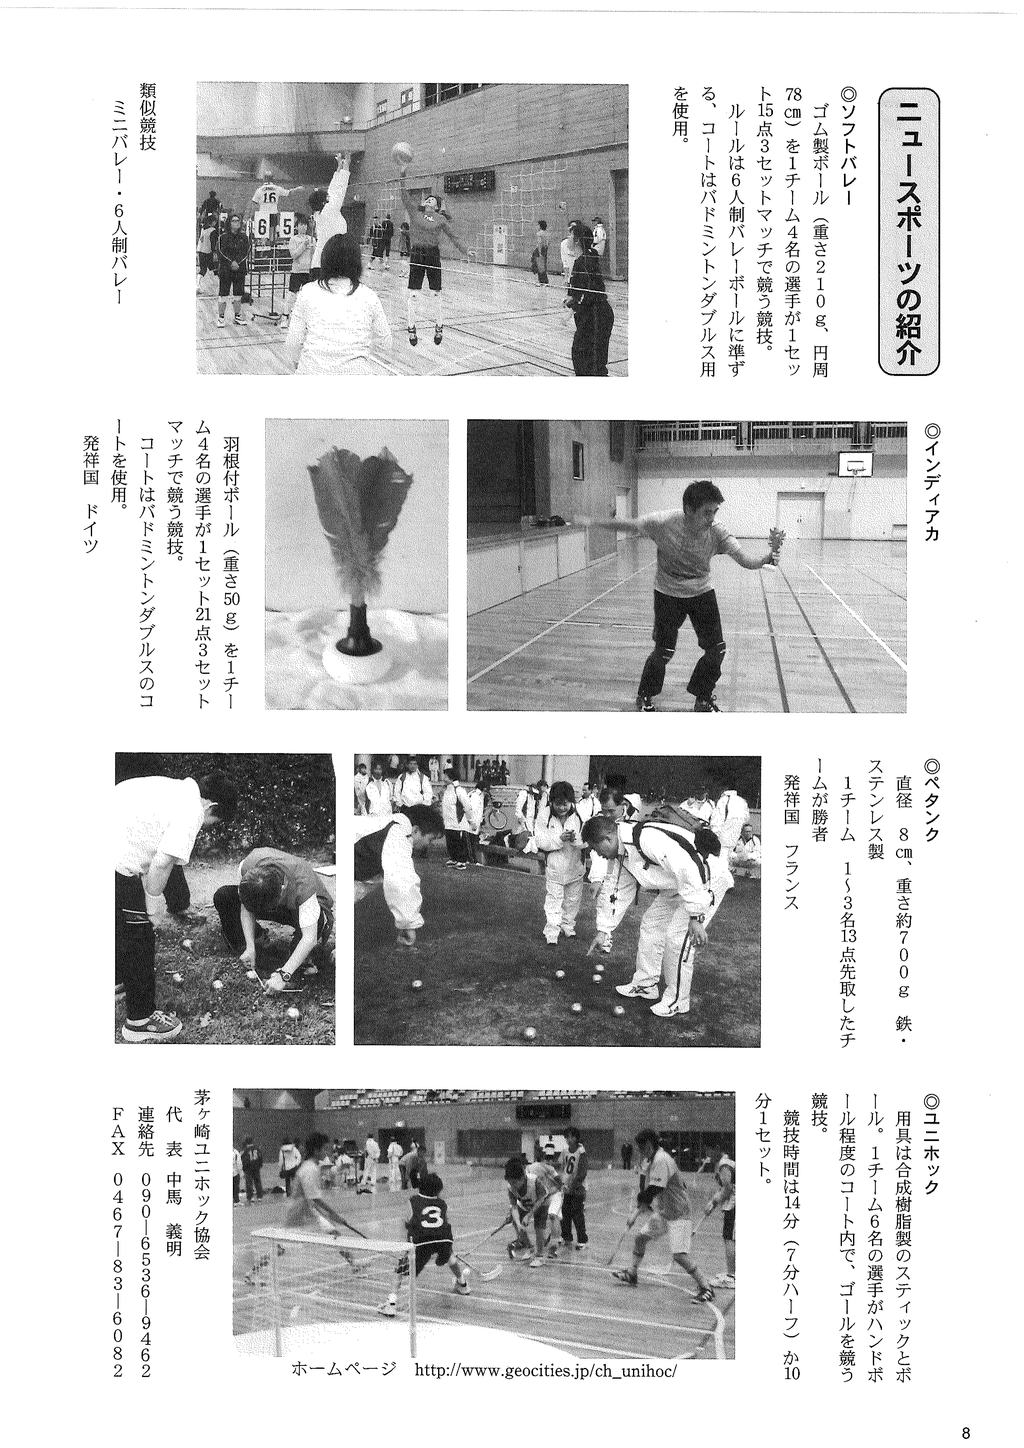 ニュースポーツの紹介
◎ソフトバレー
ゴム製ボール（重さ210g、円周
78㎝）を1チーム4名の選手が1セッ
ト15点3セットマッチで競う競技。
ルールは6人制バレーボールに準ず
る、コートはバドミントンダブルス用
を使用。
16
6 5
類似競技
ミニバレー・6人制バレー
◎インディアカ
羽根付ボール（重さ50g）を1チー
ム4名の選手が1セット21点3セット
マッチで競う競技。
コートはバドミントンダブルスのコ
ートを使用。
発祥国　ドイツ
◎ペタンク
直径　8㎝、重さ約700g　鉄・
ステンレス製
1チーム　1〜3名13点先取したチ
ームが勝者
発祥国　フランス
◎ユニホック
用具は合成樹脂製のスティックとボ
ール。1チーム6名の選手がハンドボ
ール程度のコート内で、ゴールを競う
競技。
競技時間は14分（7分ハーフ）か10
分1セット。
16
3
茅ヶ崎ユニホック協会
代　表　中馬　義明
連絡先　090―6536―9462
FAX　0467―83―6082
ホームページ　http://www.geocities.jp/ch_unihoc/
8